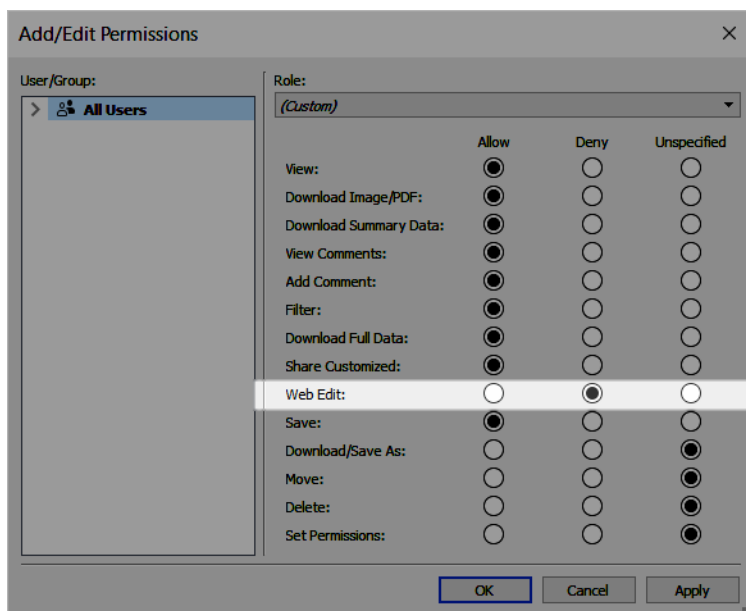 Add/Edit Permissions
User/Group:
All Users
Role:
(Custom)
Allow Deny Unspecified
View:
Download Image/PDF:
Download Summary Data:
View Comments:
Add Comment:
Filter:
Download Full Data:
Share Customized:
Web Edit:
Save:
Download/Save As:
Move:
Delete:
Set Permissions:
OK Cancel Apply